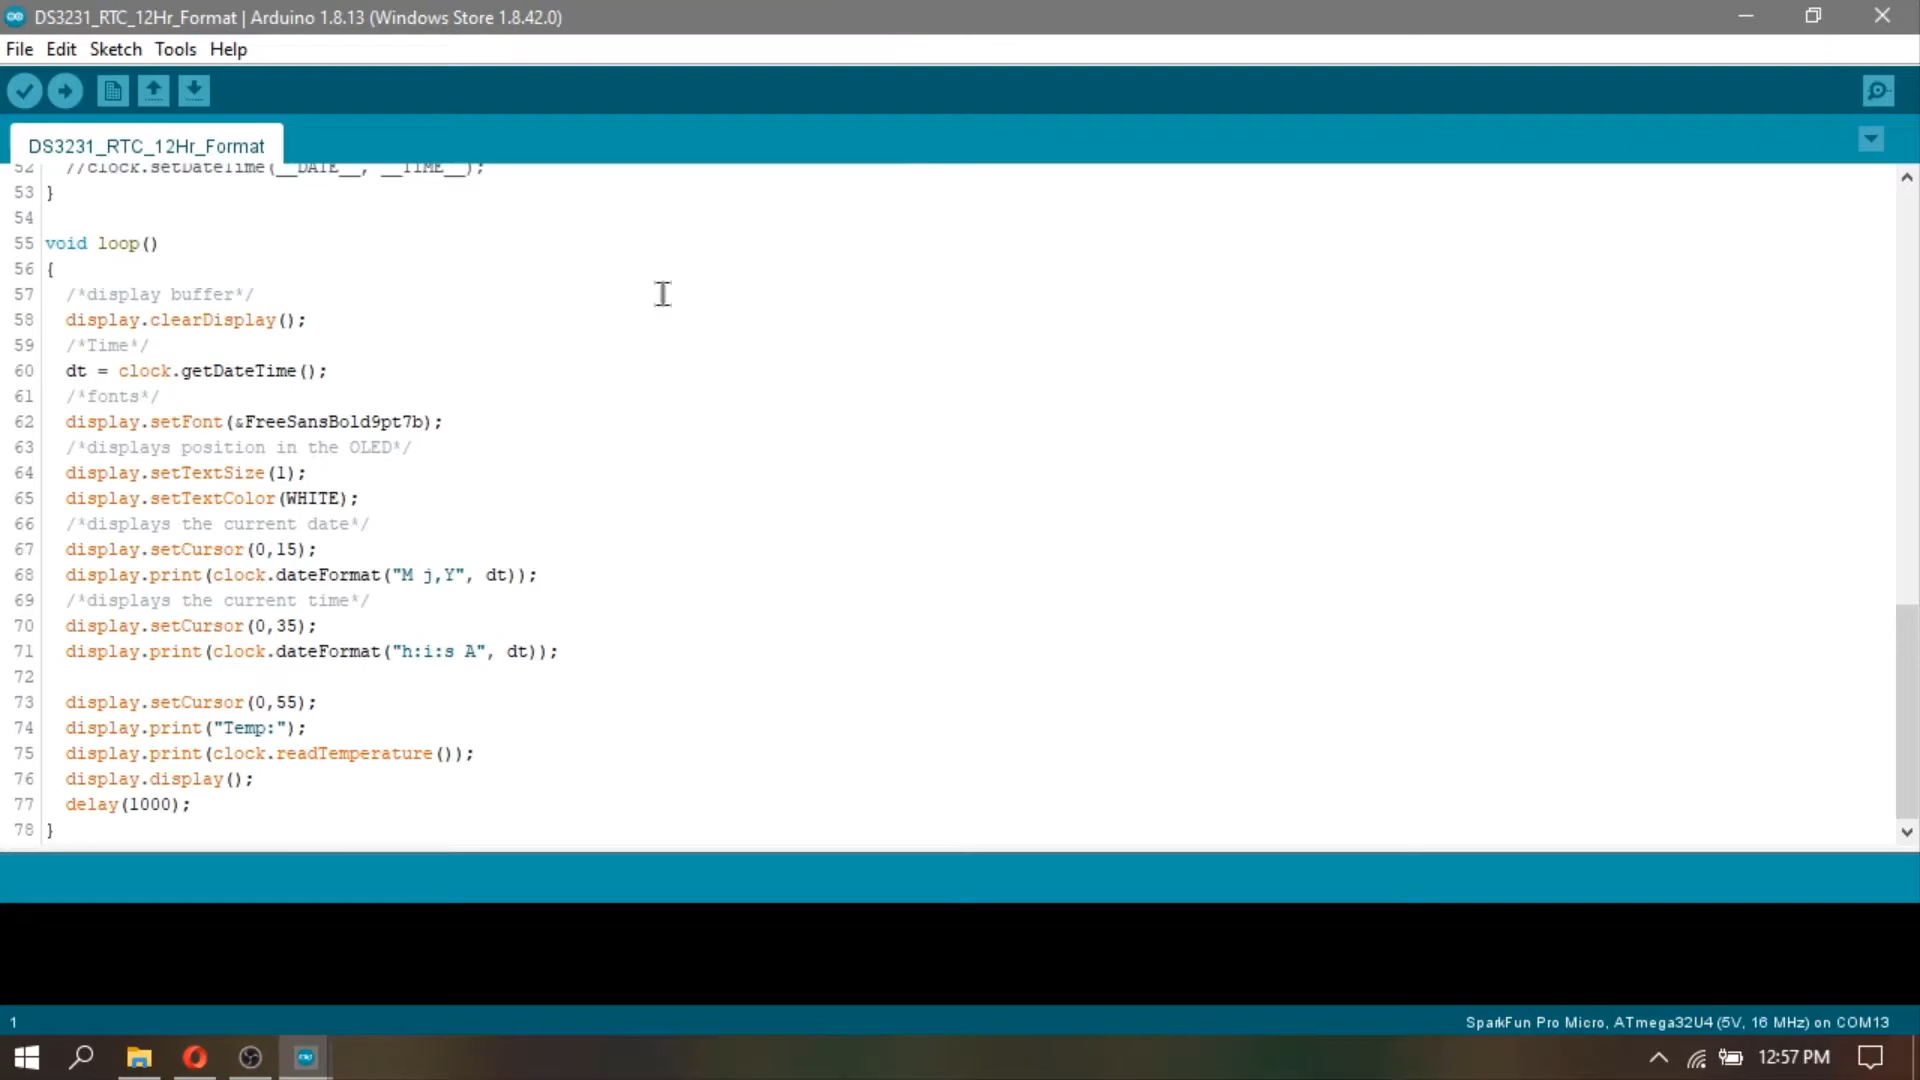 DS3231_RTC_12Hr_Format | Arduino 1.8.13 (Windows Store 1.8.42.0)
File Edit Sketch Tools Help
DS3231_RTC_12Hr_Format
52 //clock.setDateTime(__DATE__, __TIME__);
53 }
54
55 void loop()
56 {
57 /*display buffer*/
58 display.clearDisplay();
59 /*Time*/
60 dt = clock.getDateTime();
61 /*fonts*/
62 display.setFont(&FreeSansBold9pt7b);
63 /*displays position in the OLED*/
64 display.setTextSize(1);
65 display.setTextColor(WHITE);
66 /*displays the current date*/
67 display.setCursor(0,15);
68 display.print(clock.dateFormat("M j,Y", dt));
69 /*displays the current time*/
70 display.setCursor(0,35);
71 display.print(clock.dateFormat("h:i:s A", dt));
72
73 display.setCursor(0,55);
74 display.print("Temp:");
75 display.print(clock.readTemperature());
76 display.display();
77 delay(1000);
78 }
1 SparkFun Pro Micro, ATmega32U4 (5V, 16 MHz) on COM13
12:57 PM